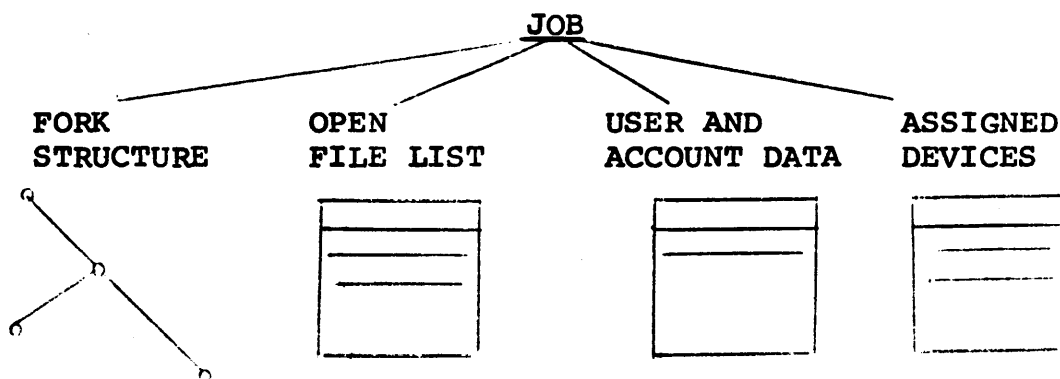 JOB
FORK
STRUCTURE
OPEN
FILE LIST
USER AND
ACCOUNT DATA
ASSIGNED
DEVICES